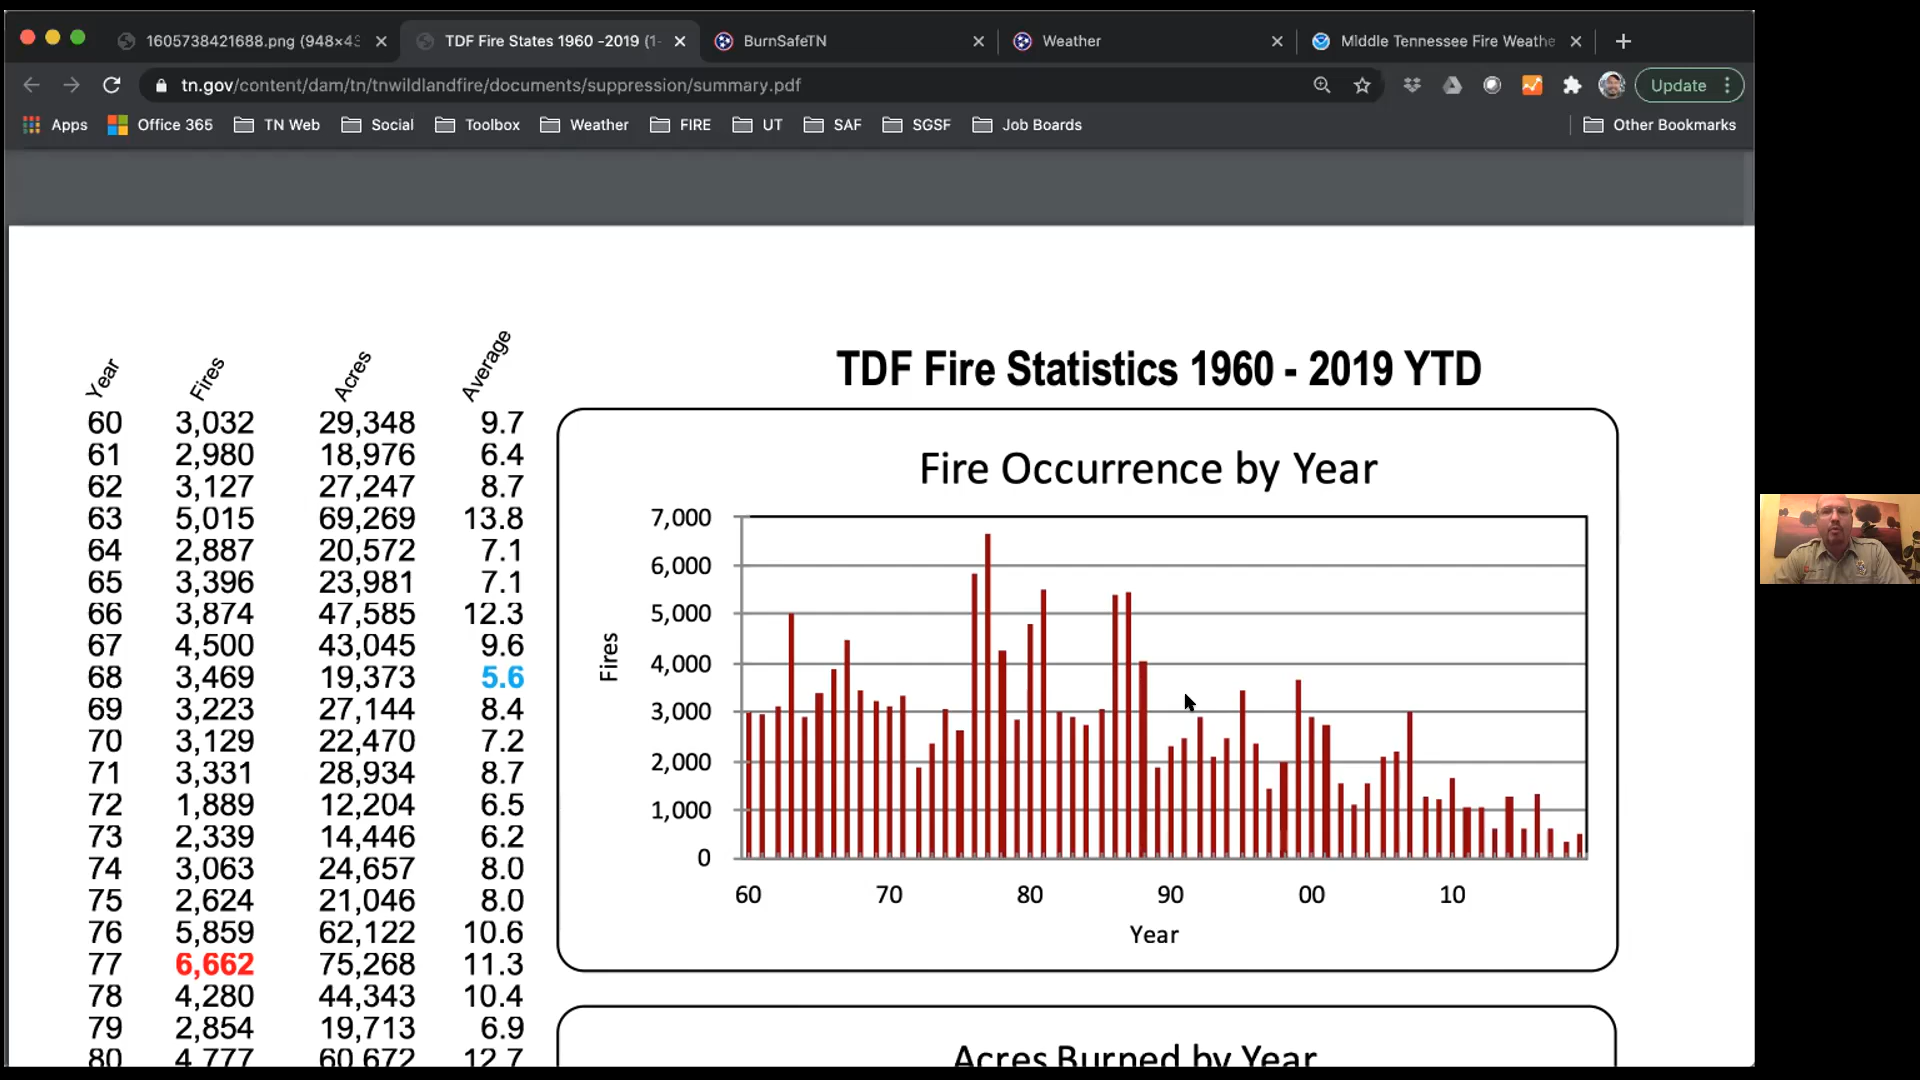 1605738421688.png (948×43
TDF Fire States 1960 -2019 (1-
BurnSafeTN
Weather
Middle Tennessee Fire Weathe
tn.gov/content/dam/tn/tnwildlandfire/documents/suppression/summary.pdf
Update
Apps
Office 365
TN Web
Social
Toolbox
Weather
FIRE
UT
SAF
SGSF
Job Boards
Other Bookmarks
TDF Fire Statistics 1960 - 2019 YTD
Year Fires Acres Average
60 3,032 29,348 9.7
61 2,980 18,976 6.4
62 3,127 27,247 8.7
63 5,015 69,269 13.8
64 2,887 20,572 7.1
65 3,396 23,981 7.1
66 3,874 47,585 12.3
67 4,500 43,045 9.6
68 3,469 19,373 5.6
69 3,223 27,144 8.4
70 3,129 22,470 7.2
71 3,331 28,934 8.7
72 1,889 12,204 6.5
73 2,339 14,446 6.2
74 3,063 24,657 8.0
75 2,624 21,046 8.0
76 5,859 62,122 10.6
77 6,662 75,268 11.3
78 4,280 44,343 10.4
79 2,854 19,713 6.9
80 4,777 60,672 12.7
Fire Occurrence by Year
7,000
6,000
5,000
4,000
3,000
2,000
1,000
0
Fires
60 70 80 90 00 10
Year
Acres Burned by Year